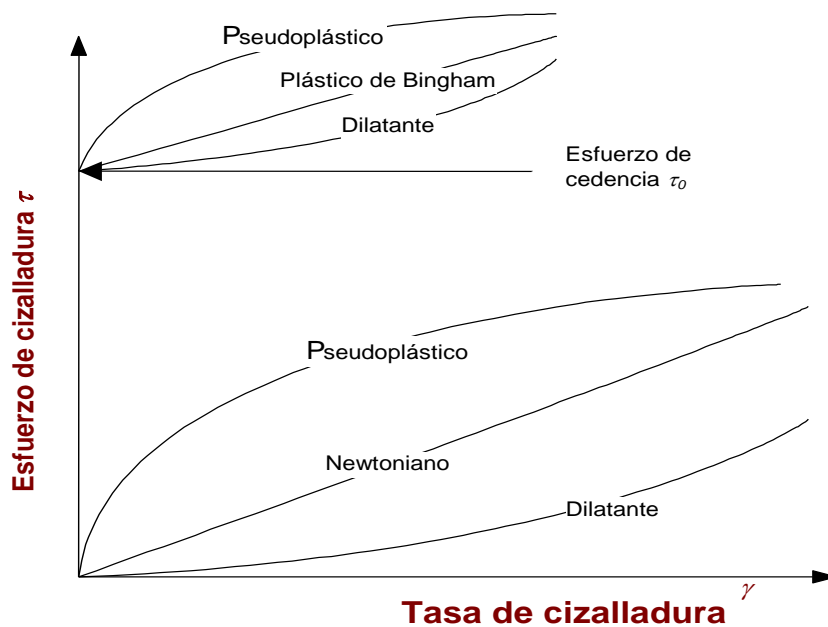 Pseudoplástico
Plástico de Bingham
Dilatante
Esfuerzo de
cedencia τ₀
Esfuerzo de cizalladura τ
Pseudoplástico
Newtoniano
Dilatante
γ
Tasa de cizalladura